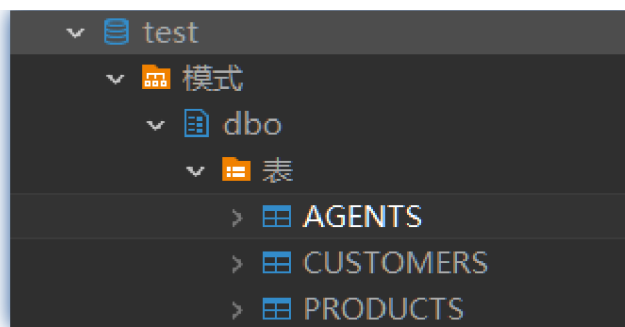 test
模式
dbo
表
AGENTS
CUSTOMERS
PRODUCTS